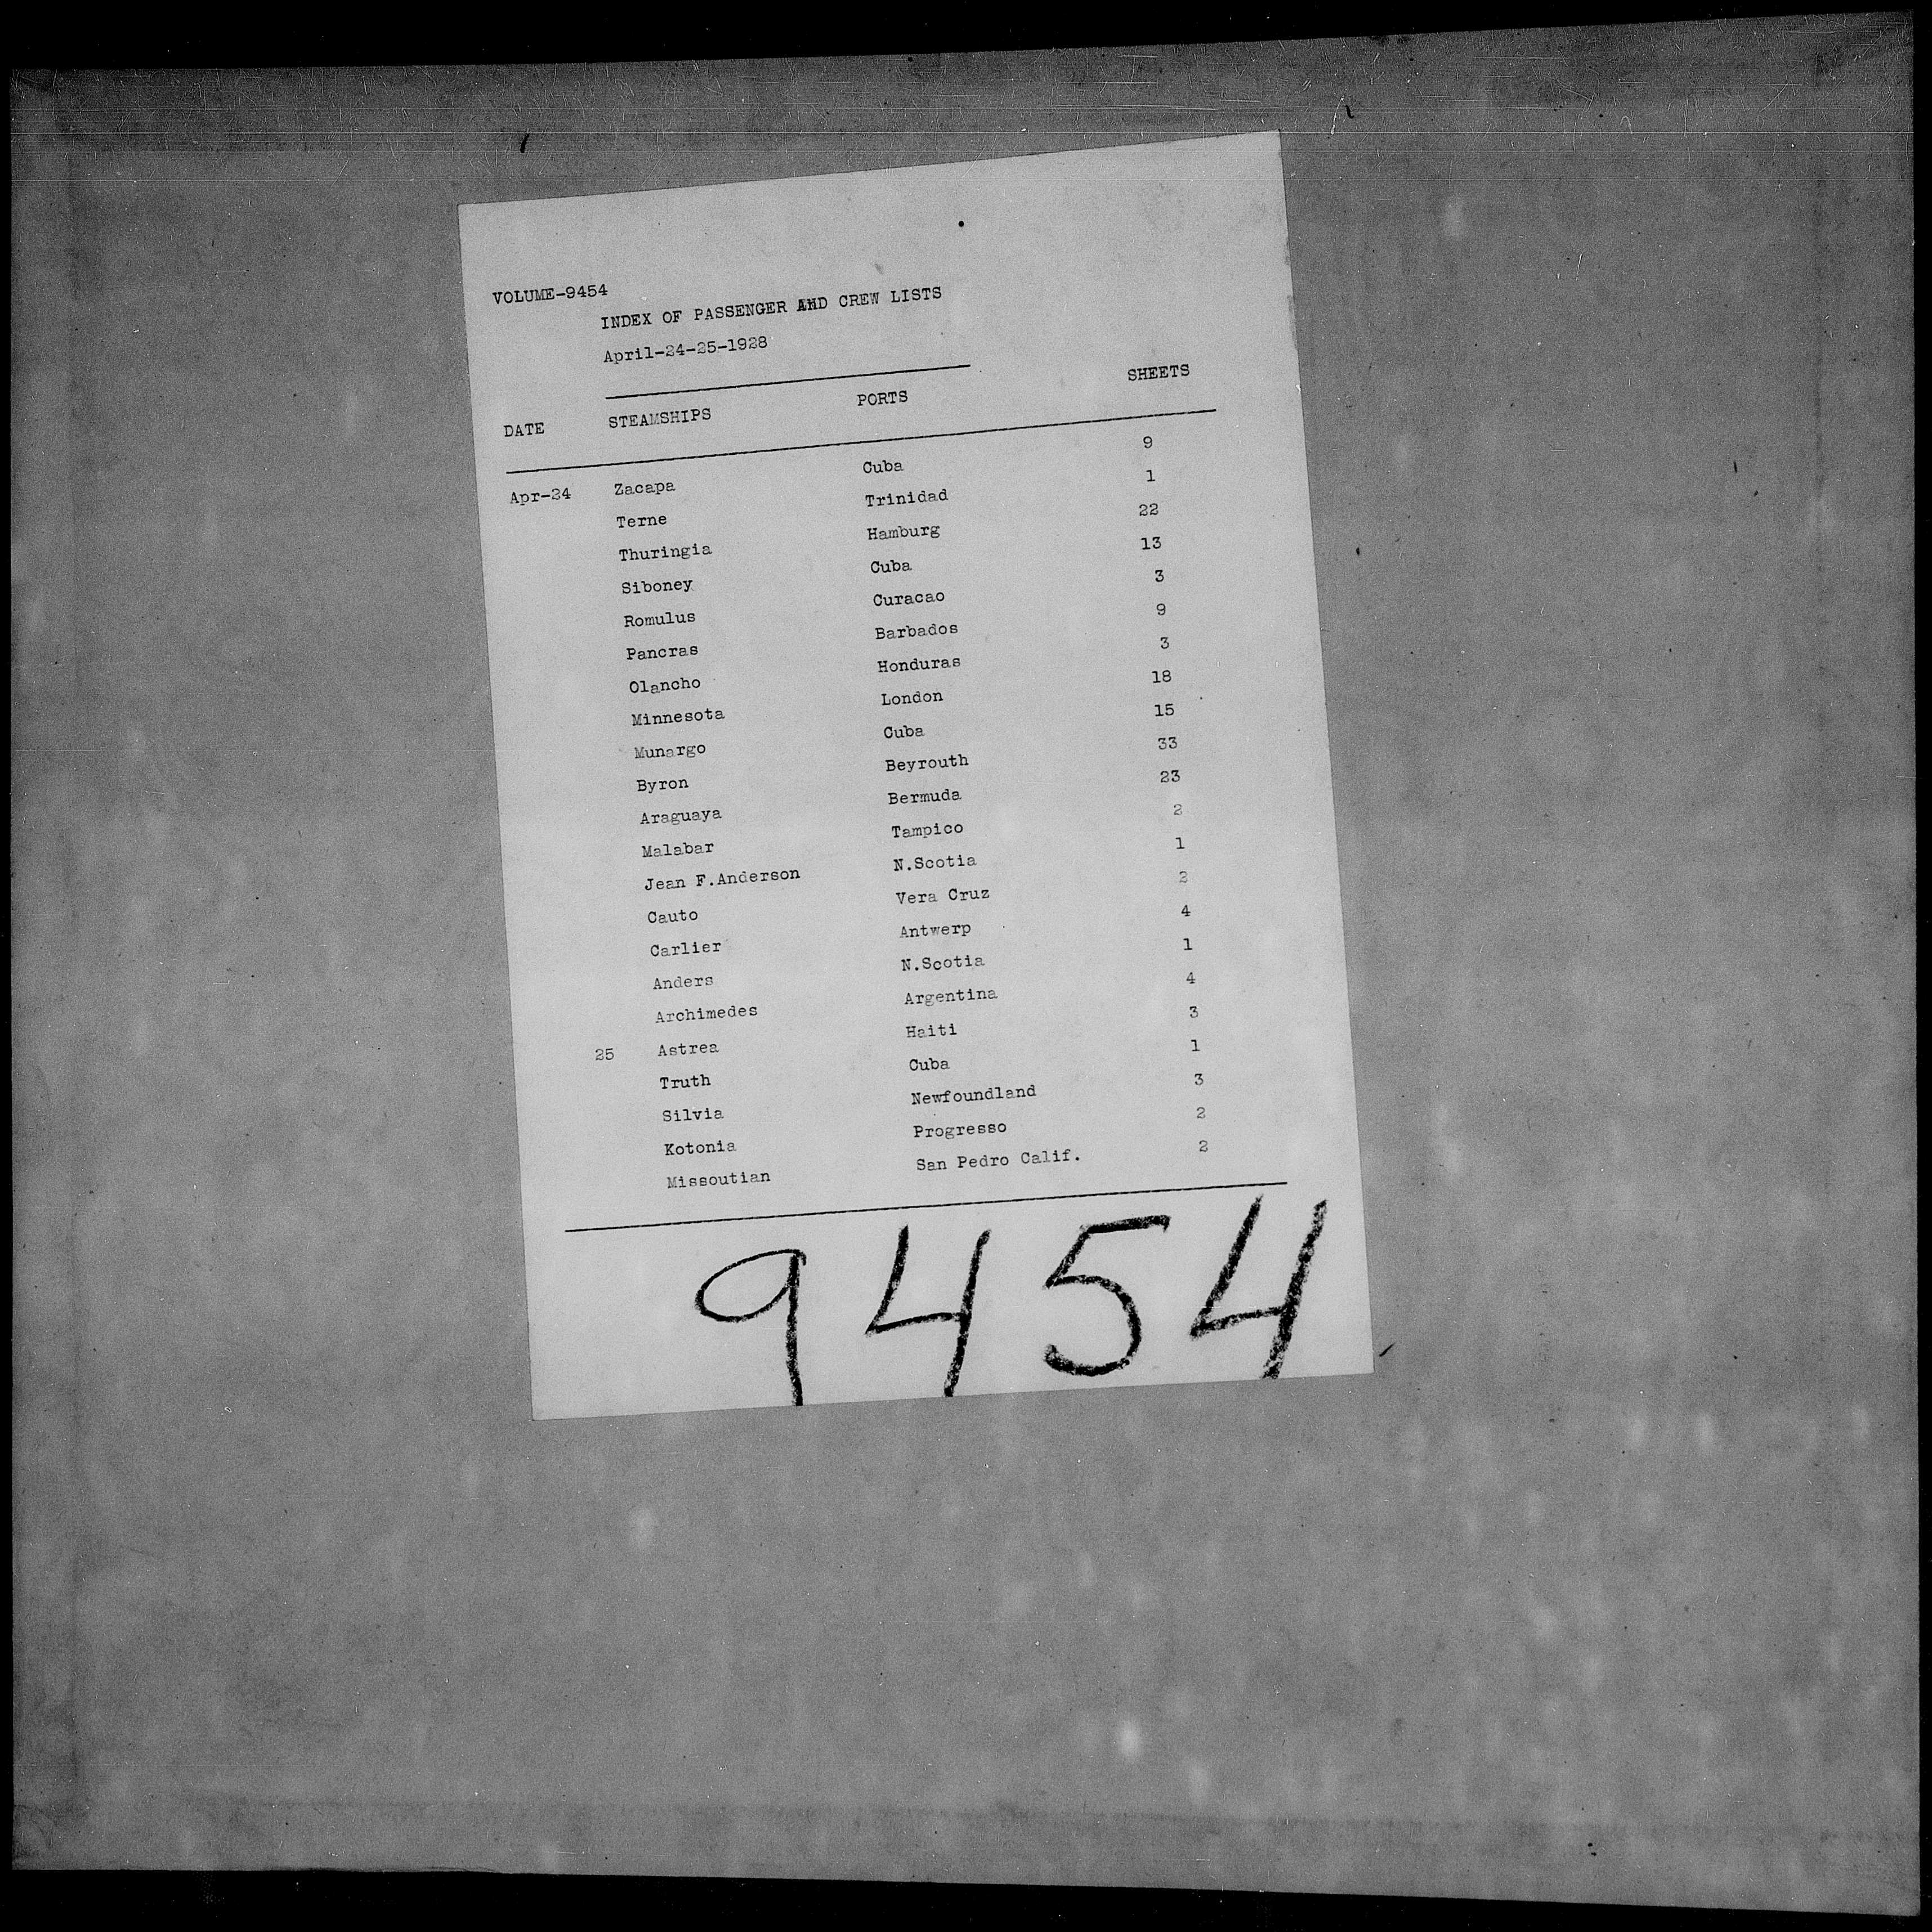 VOLUME-9454
INDEX OF PASSENGER AND CREW LISTS
April-24-25-1928
DATE STEAMSHIPS PORTS SHEETS
Apr-24 Zacapa Cuba 9
Terne Trinidad 1
Thuringia Hamburg 22
Siboney Cuba 13
Romulus Curacao 3
Pancras Barbados 9
Olancho Honduras 3
Minnesota London 18
Munargo Cuba 15
Byron Beyrouth 33
Araguaya Bermuda 23
Malabar Tampico 2
Jean F.Anderson N.Scotia 1
Cauto Vera Cruz 2
Carlier Antwerp 4
Anders N.Scotia 1
Archimedes Argentina 4
25 Astrea Haiti 3
Truth Cuba 1
Silvia Newfoundland 3
Kotonia Progresso 2
Missoutian San Pedro Calif. 2
9454